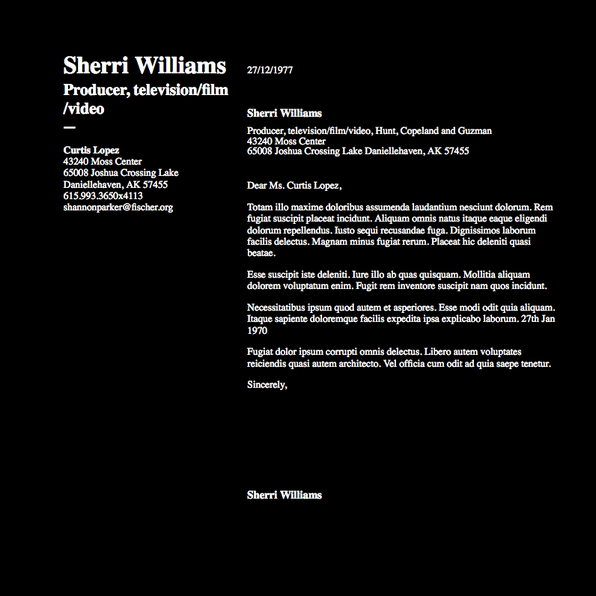 Sherri Williams
Producer, television/film
/video
Curtis Lopez
43240 Moss Center
65008 Joshua Crossing Lake
Daniellehaven, AK 57455
615.993.3650x4113
shannonparker@fischer.org
27/12/1977
Sherri Williams
Producer, television/film/video, Hunt, Copeland and Guzman
43240 Moss Center
65008 Joshua Crossing Lake Daniellehaven, AK 57455
Dear Ms. Curtis Lopez,
Totam illo maxime doloribus assumenda laudantium nesciunt dolorum. Rem
fugiat suscipit placeat incidunt. Aliquam omnis natus itaque eaque eligendi
dolorum repellendus. Iusto sequi recusandae fuga. Dignissimos laborum
facilis delectus. Magnam minus fugiat rerum. Placeat hic deleniti quasi
beatae.
Esse suscipit iste deleniti. Iure illo ab quas quisquam. Mollitia aliquam
dolorem voluptatum enim. Fugit rem inventore suscipit nam quos incidunt.
Necessitatibus ipsum quod autem et asperiores. Esse modi odit quia aliquam.
Itaque sapiente doloremque facilis expedita ipsa explicabo laborum. 27th Jan
1970
Fugiat dolor ipsum corrupti omnis delectus. Libero autem voluptates
reiciendis quasi autem architecto. Vel officia cum odit ad quia saepe tenetur.
Sincerely,
Sherri Williams